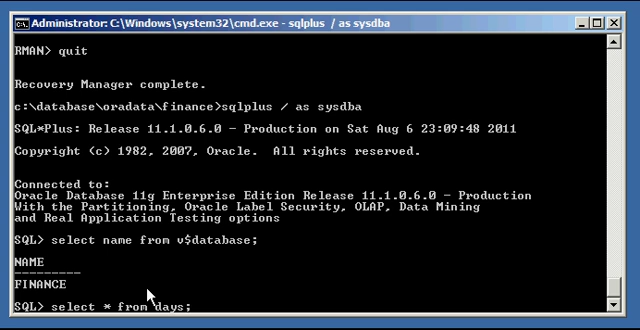 Administrator: C:\Windows\system32\cmd.exe - sqlplus / as sysdba
RMAN> quit
Recovery Manager complete.
c:\database\oradata\finance>sqlplus / as sysdba
SQL*Plus: Release 11.1.0.6.0 - Production on Sat Aug 6 23:09:48 2011
Copyright (c) 1982, 2007, Oracle.  All rights reserved.
Connected to:
Oracle Database 11g Enterprise Edition Release 11.1.0.6.0 - Production
With the Partitioning, Oracle Label Security, OLAP, Data Mining
and Real Application Testing options
SQL> select name from v$database;
NAME
---------
FINANCE
SQL> select * from days;